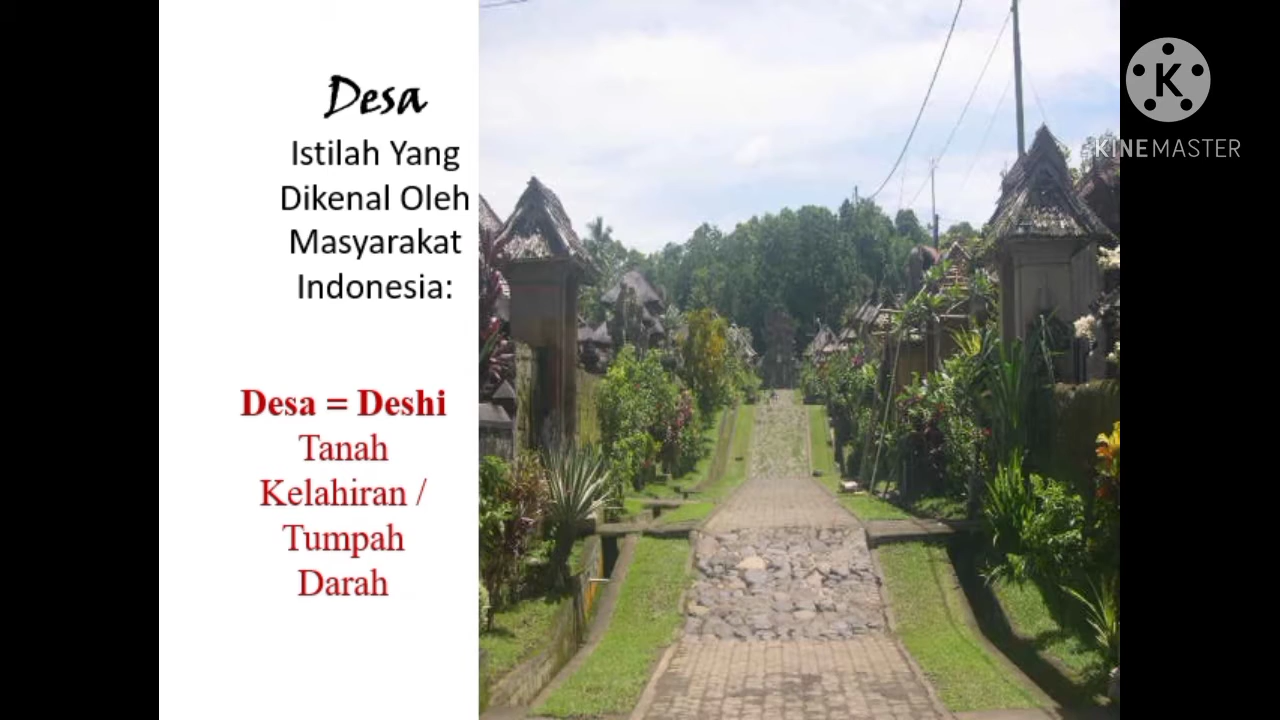 Desa
Istilah Yang
Dikenal Oleh
Masyarakat
Indonesia:
Desa = Deshi
Tanah
Kelahiran /
Tumpah
Darah
K
KINEMASTER